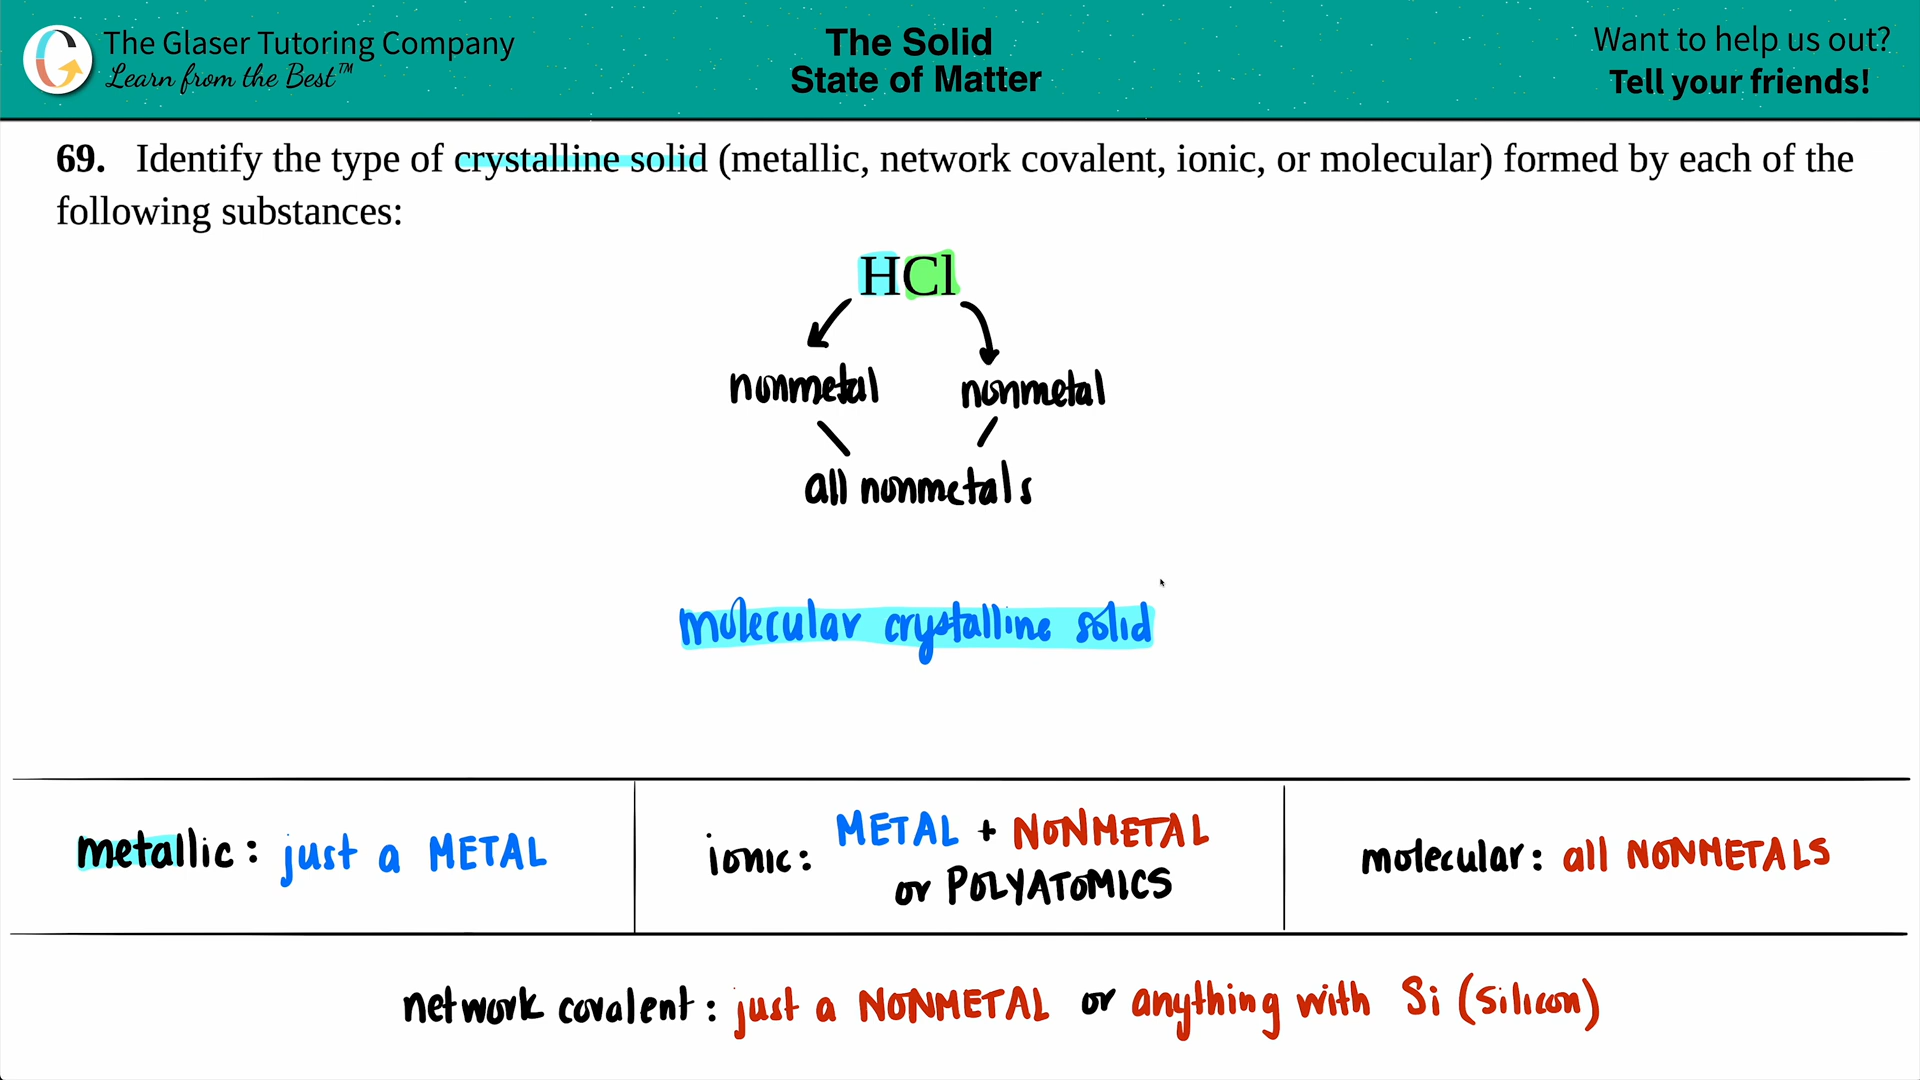 The Glaser Tutoring Company
Learn from the Best™
The Solid
State of Matter
Want to help us out?
Tell your friends!
69. Identify the type of crystalline solid (metallic, network covalent, ionic, or molecular) formed by each of the
following substances:
HCl
nonmetal nonmetal
all nonmetals
molecular crystalline solid
metallic: just a METAL
ionic: METAL + NONMETAL
or POLYATOMICS
molecular: all NONMETALS
network covalent: just a NONMETAL or anything with Si (silicon)